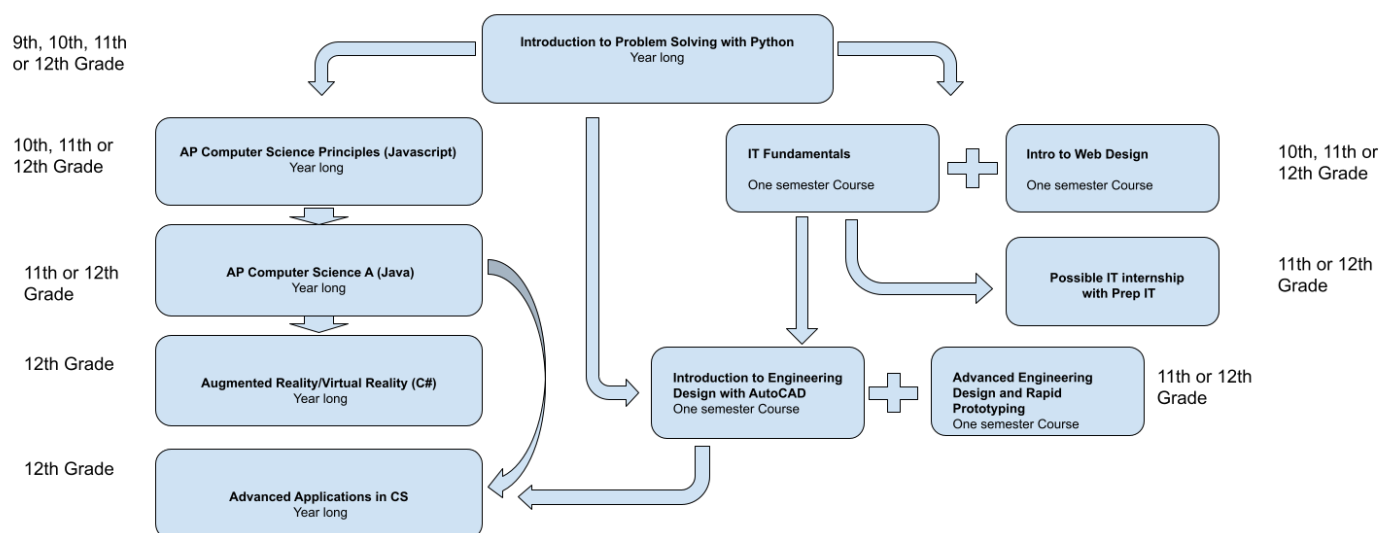 9th, 10th, 11th
or 12th Grade
Introduction to Problem Solving with Python
Year long
10th, 11th or
12th Grade
AP Computer Science Principles (Javascript)
Year long
IT Fundamentals
One semester Course
Intro to Web Design
One semester Course
10th, 11th or
12th Grade
11th or 12th
Grade
AP Computer Science A (Java)
Year long
Possible IT internship
with Prep IT
11th or 12th
Grade
12th Grade
Augmented Reality/Virtual Reality (C#)
Year long
Introduction to Engineering
Design with AutoCAD
One semester Course
Advanced Engineering
Design and Rapid
Prototyping
One semester Course
11th or 12th
Grade
12th Grade
Advanced Applications in CS
Year long